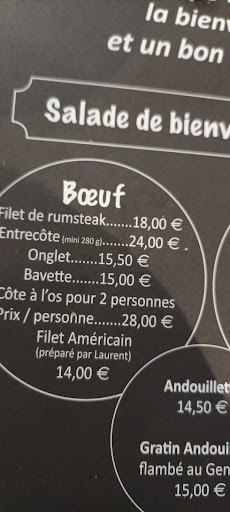 la bien
et un bon
Salade de bienv
Bœuf
Filet de rumsteak.......18,00 €
Entrecôte (mini 280 g).......24,00 €
Onglet.......15,50 €
Bavette.......15,00 €
Côte à l'os pour 2 personnes
Prix / personne.......28,00 €
Filet Américain
(préparé par Laurent)
14,00 €
Andouillet
14,50 €
Gratin Andoui
flambé au Gen
15,00 €